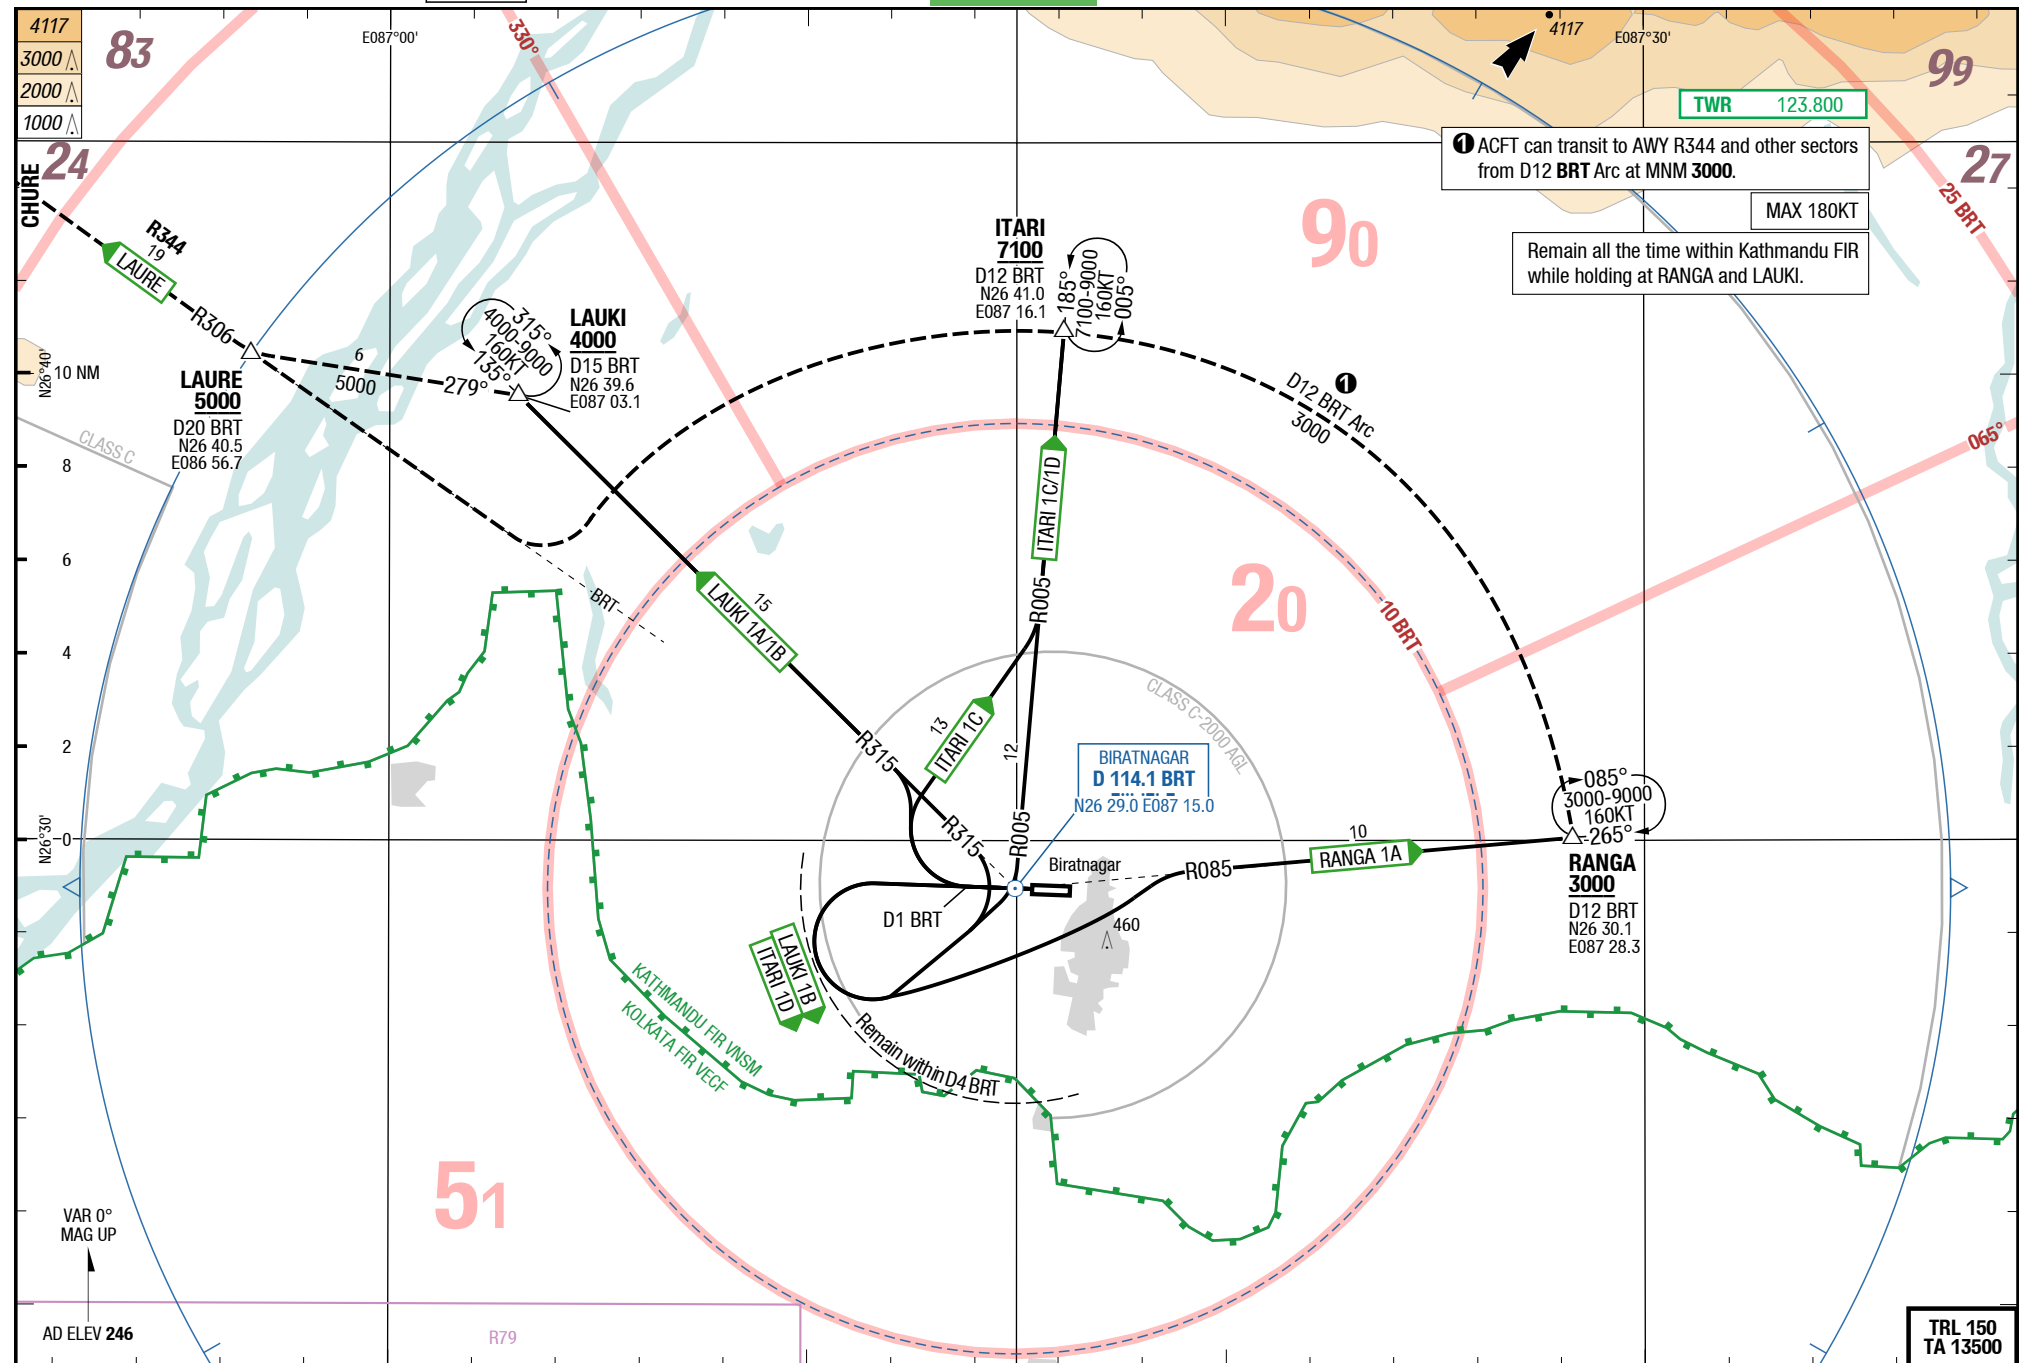 4117
3000
2000
1000
83
24
E087°00'
330°
4117
E087°30'
99
27
TWR 123.800
❶ ACFT can transit to AWY R344 and other sectors
from D12 BRT Arc at MNM 3000.
MAX 180KT
Remain all the time within Kathmandu FIR
while holding at RANGA and LAUKI.
25 BRT
065°
CHURE
R344
19
LAURE
R306
LAURE
5000
D20 BRT
N26 40.5
E086 56.7
6
5000
279°
315°
4000-9000
160KT
135°
LAUKI
4000
D15 BRT
N26 39.6
E087 03.1
ITARI
7100
D12 BRT
N26 41.0
E087 16.1
185°
7100-9000
160KT
005°
90
D12 BRT Arc
❶
3000
N26°40'
10 NM
8
6
4
2
0
N26°30'
CLASS C
BRT
15
LAUKI 1A/1B
ITARI 1C/1D
R005
20
10 BRT
13
ITARI 1C
12
R315
R315
R005
CLASS C-2000 AGL
BIRATNAGAR
D 114.1 BRT
N26 29.0 E087 15.0
Biratnagar
D1 BRT
460
R085
10
RANGA 1A
085°
3000-9000
160KT
265°
RANGA
3000
D12 BRT
N26 30.1
E087 28.3
LAUKI 1B
ITARI 1D
Remain within D4 BRT
KATHMANDU FIR VNSM
KOLKATA FIR VECF
51
VAR 0°
MAG UP
AD ELEV 246
R79
TRL 150
TA 13500